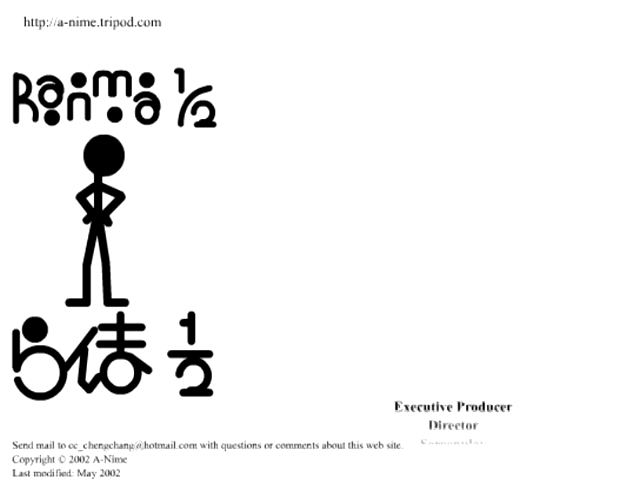 http://a-nime.tripod.com
Ranma 1/2
らんま 1/2
Executive Producer
Director
Send mail to cc_chengchang@hotmail.com with questions or comments about this web site.
Copyright © 2002 A-Nime
Last modified: May 2002